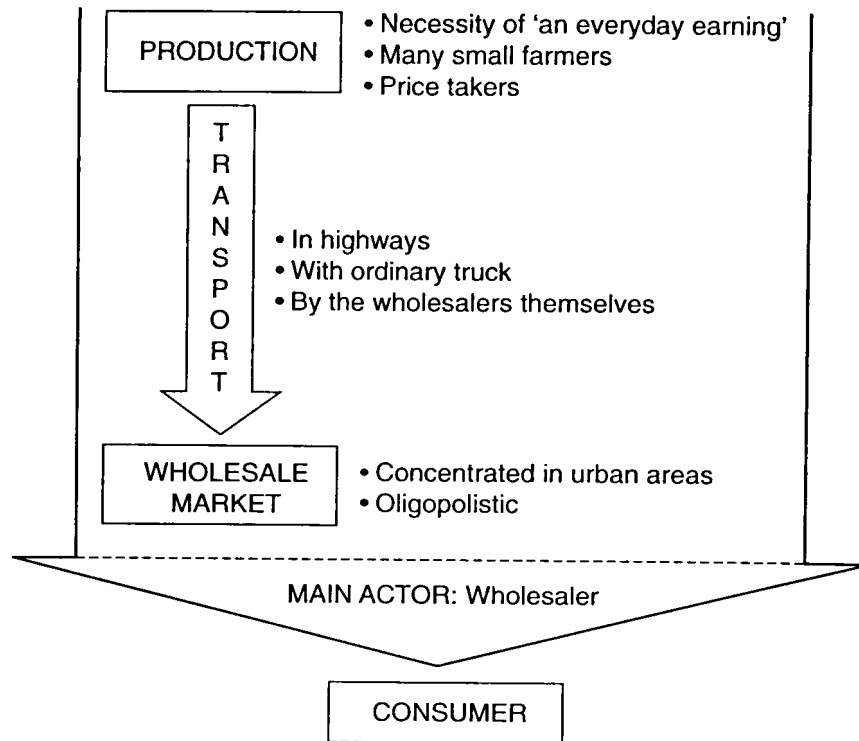 PRODUCTION
• Necessity of 'an everyday earning'
• Many small farmers
• Price takers
TRANSPORT
• In highways
• With ordinary truck
• By the wholesalers themselves
WHOLESALE
MARKET
• Concentrated in urban areas
• Oligopolistic
MAIN ACTOR: Wholesaler
CONSUMER